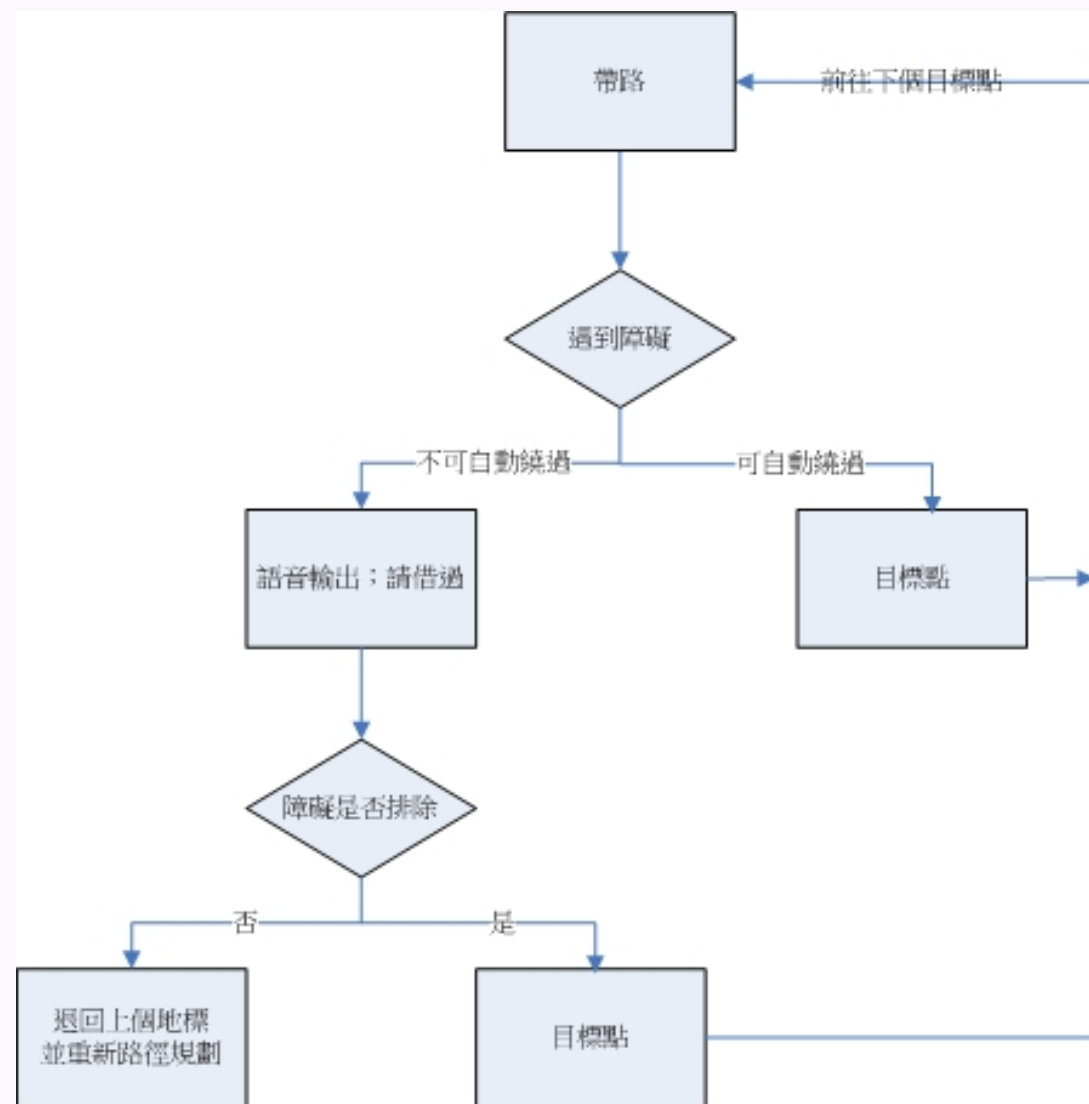 帶路
前往下個目標點
遇到障礙
不可自動繞過
可自動繞過
語音輸出；請借過
目標點
障礙是否排除
否
是
退回上個地標
並重新路徑規劃
目標點